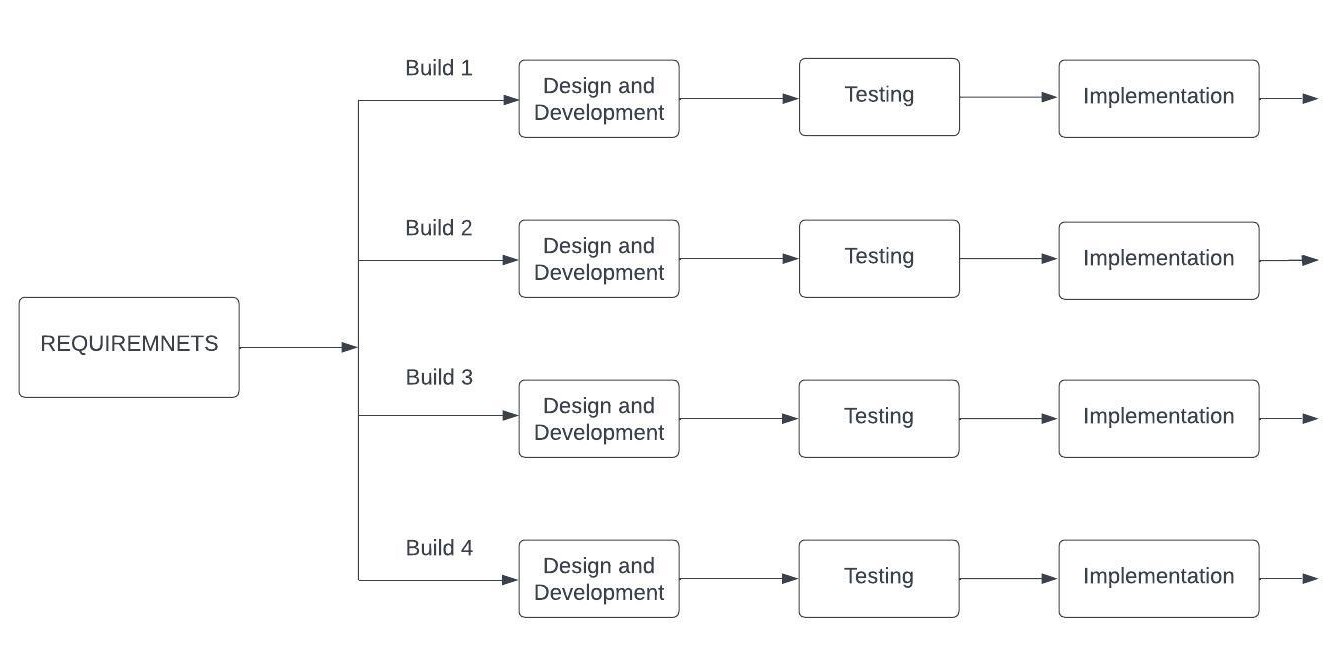 Build 1
Design and
Development
Testing
Implementation
Build 2
Design and
Development
Testing
Implementation
REQUIREMNETS
Build 3
Design and
Development
Testing
Implementation
Build 4
Design and
Development
Testing
Implementation